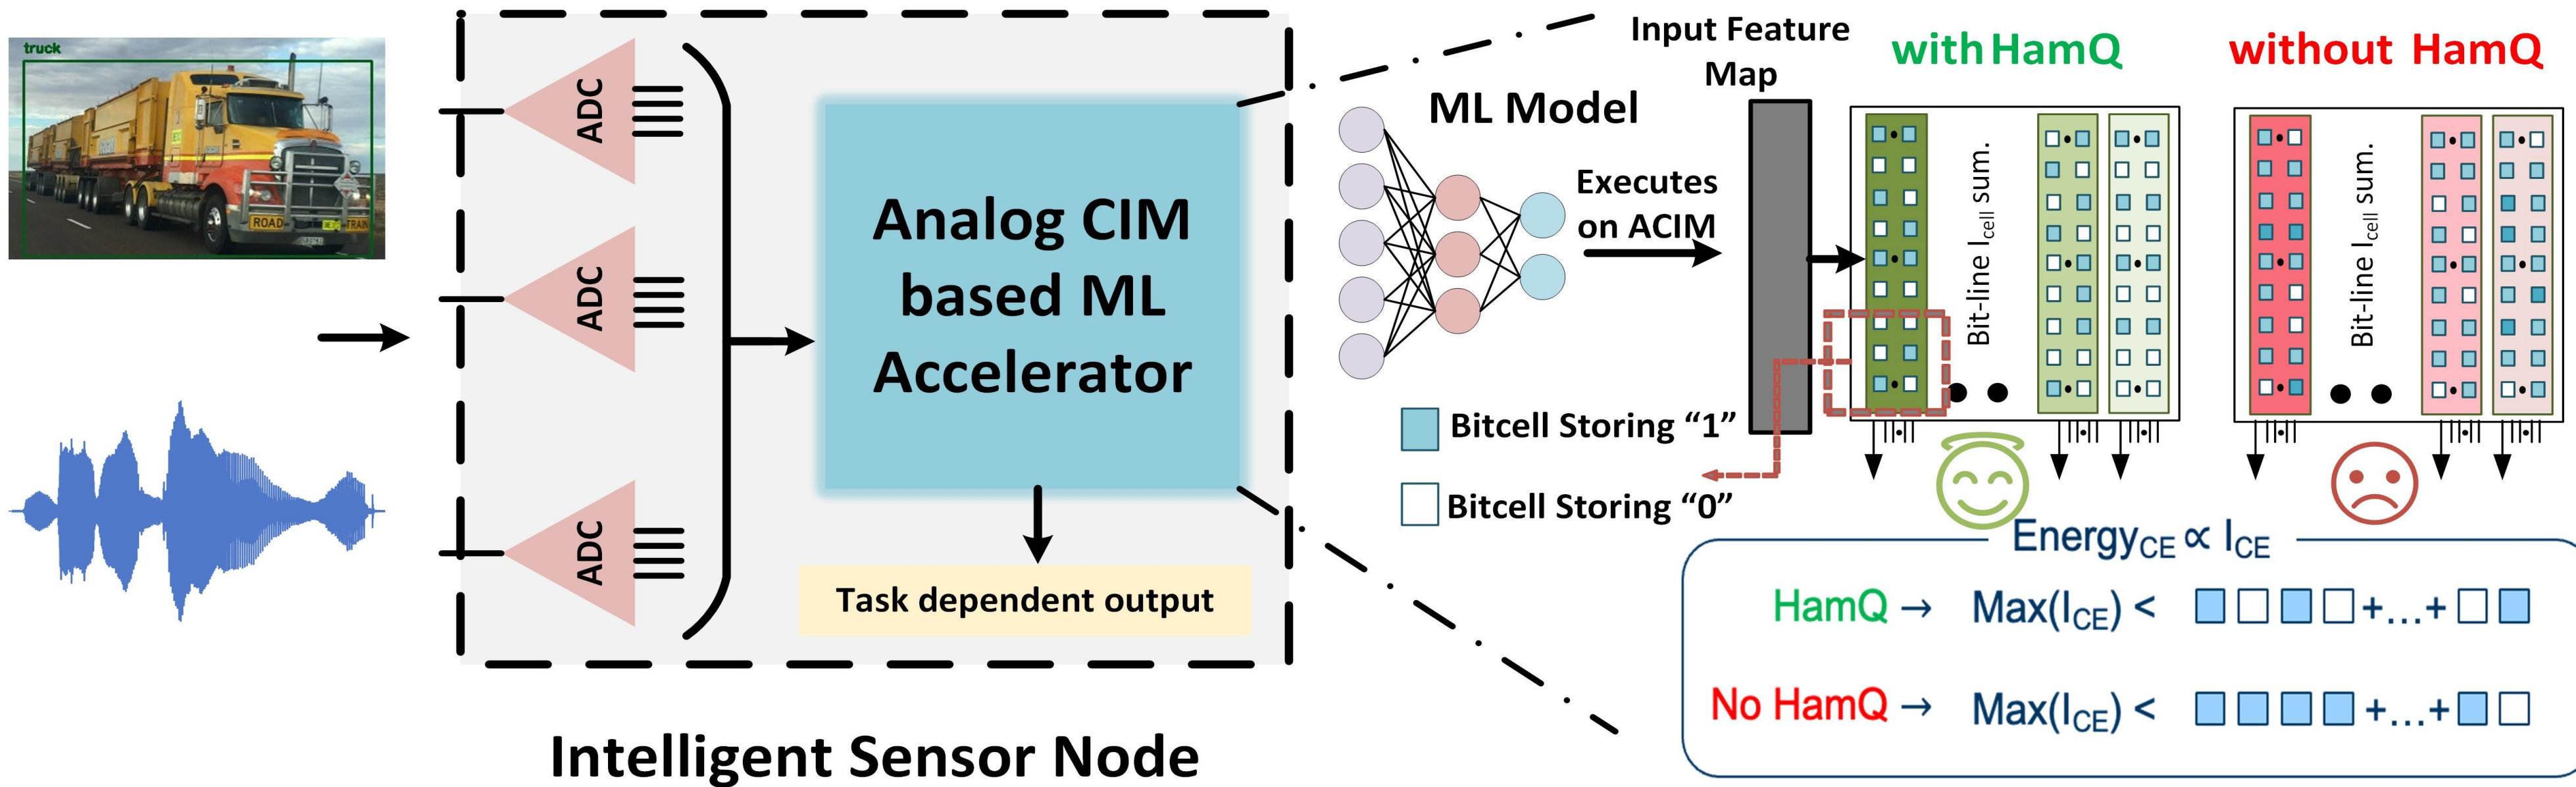 truck
ROAD
TRAIN
ADC
ADC
ADC
Analog CIM
based ML
Accelerator
Task dependent output
Intelligent Sensor Node
ML Model
Executes
on ACIM
Input Feature
Map
with HamQ
without HamQ
Bit-line Icell sum.
Bit-line Icell sum.
Bitcell Storing “1”
Bitcell Storing “0”
EnergyCE ∝ ICE
HamQ → Max(ICE) < +...+
No HamQ → Max(ICE) < +...+